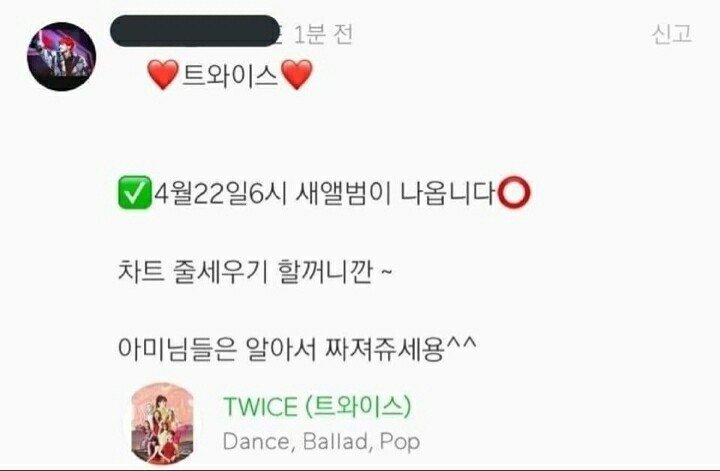 1분 전
신고
❤️트와이스❤️
✅4월22일6시 새앨범이 나옵니다⭕
차트 줄세우기 할꺼니깐 ~
아미님들은 알아서 짜져쥬세용^^
TWICE (트와이스)
Dance, Ballad, Pop